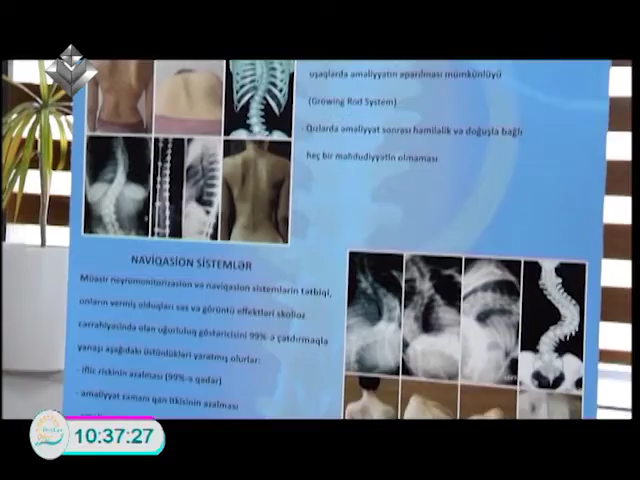 uşaqlarda əməliyyatın aparılması mümkünlüyü
(Growing Rod System)
- Qızlarda əməliyyat sonrası hamiləlik və doğuşla bağlı
heç bir məhdudiyyətin olmaması
NAVİQASİON SİSTEMLƏR
Müasir neyromonitorizasion və naviqasion sistemlərin tətbiqi,
onların vermiş olduqları səs və görüntü effektləri skolioz
cərrahiyəsində olan uğurluluq göstəricisini 99%-ə çatdırmaqla
yanaşı aşağıdakı üstünlükləri yaratmış olurlar:
- iflic riskinin azalması (99%-ə qədər)
- əməliyyat zamanı qan itkisinin azalması
10:37:27